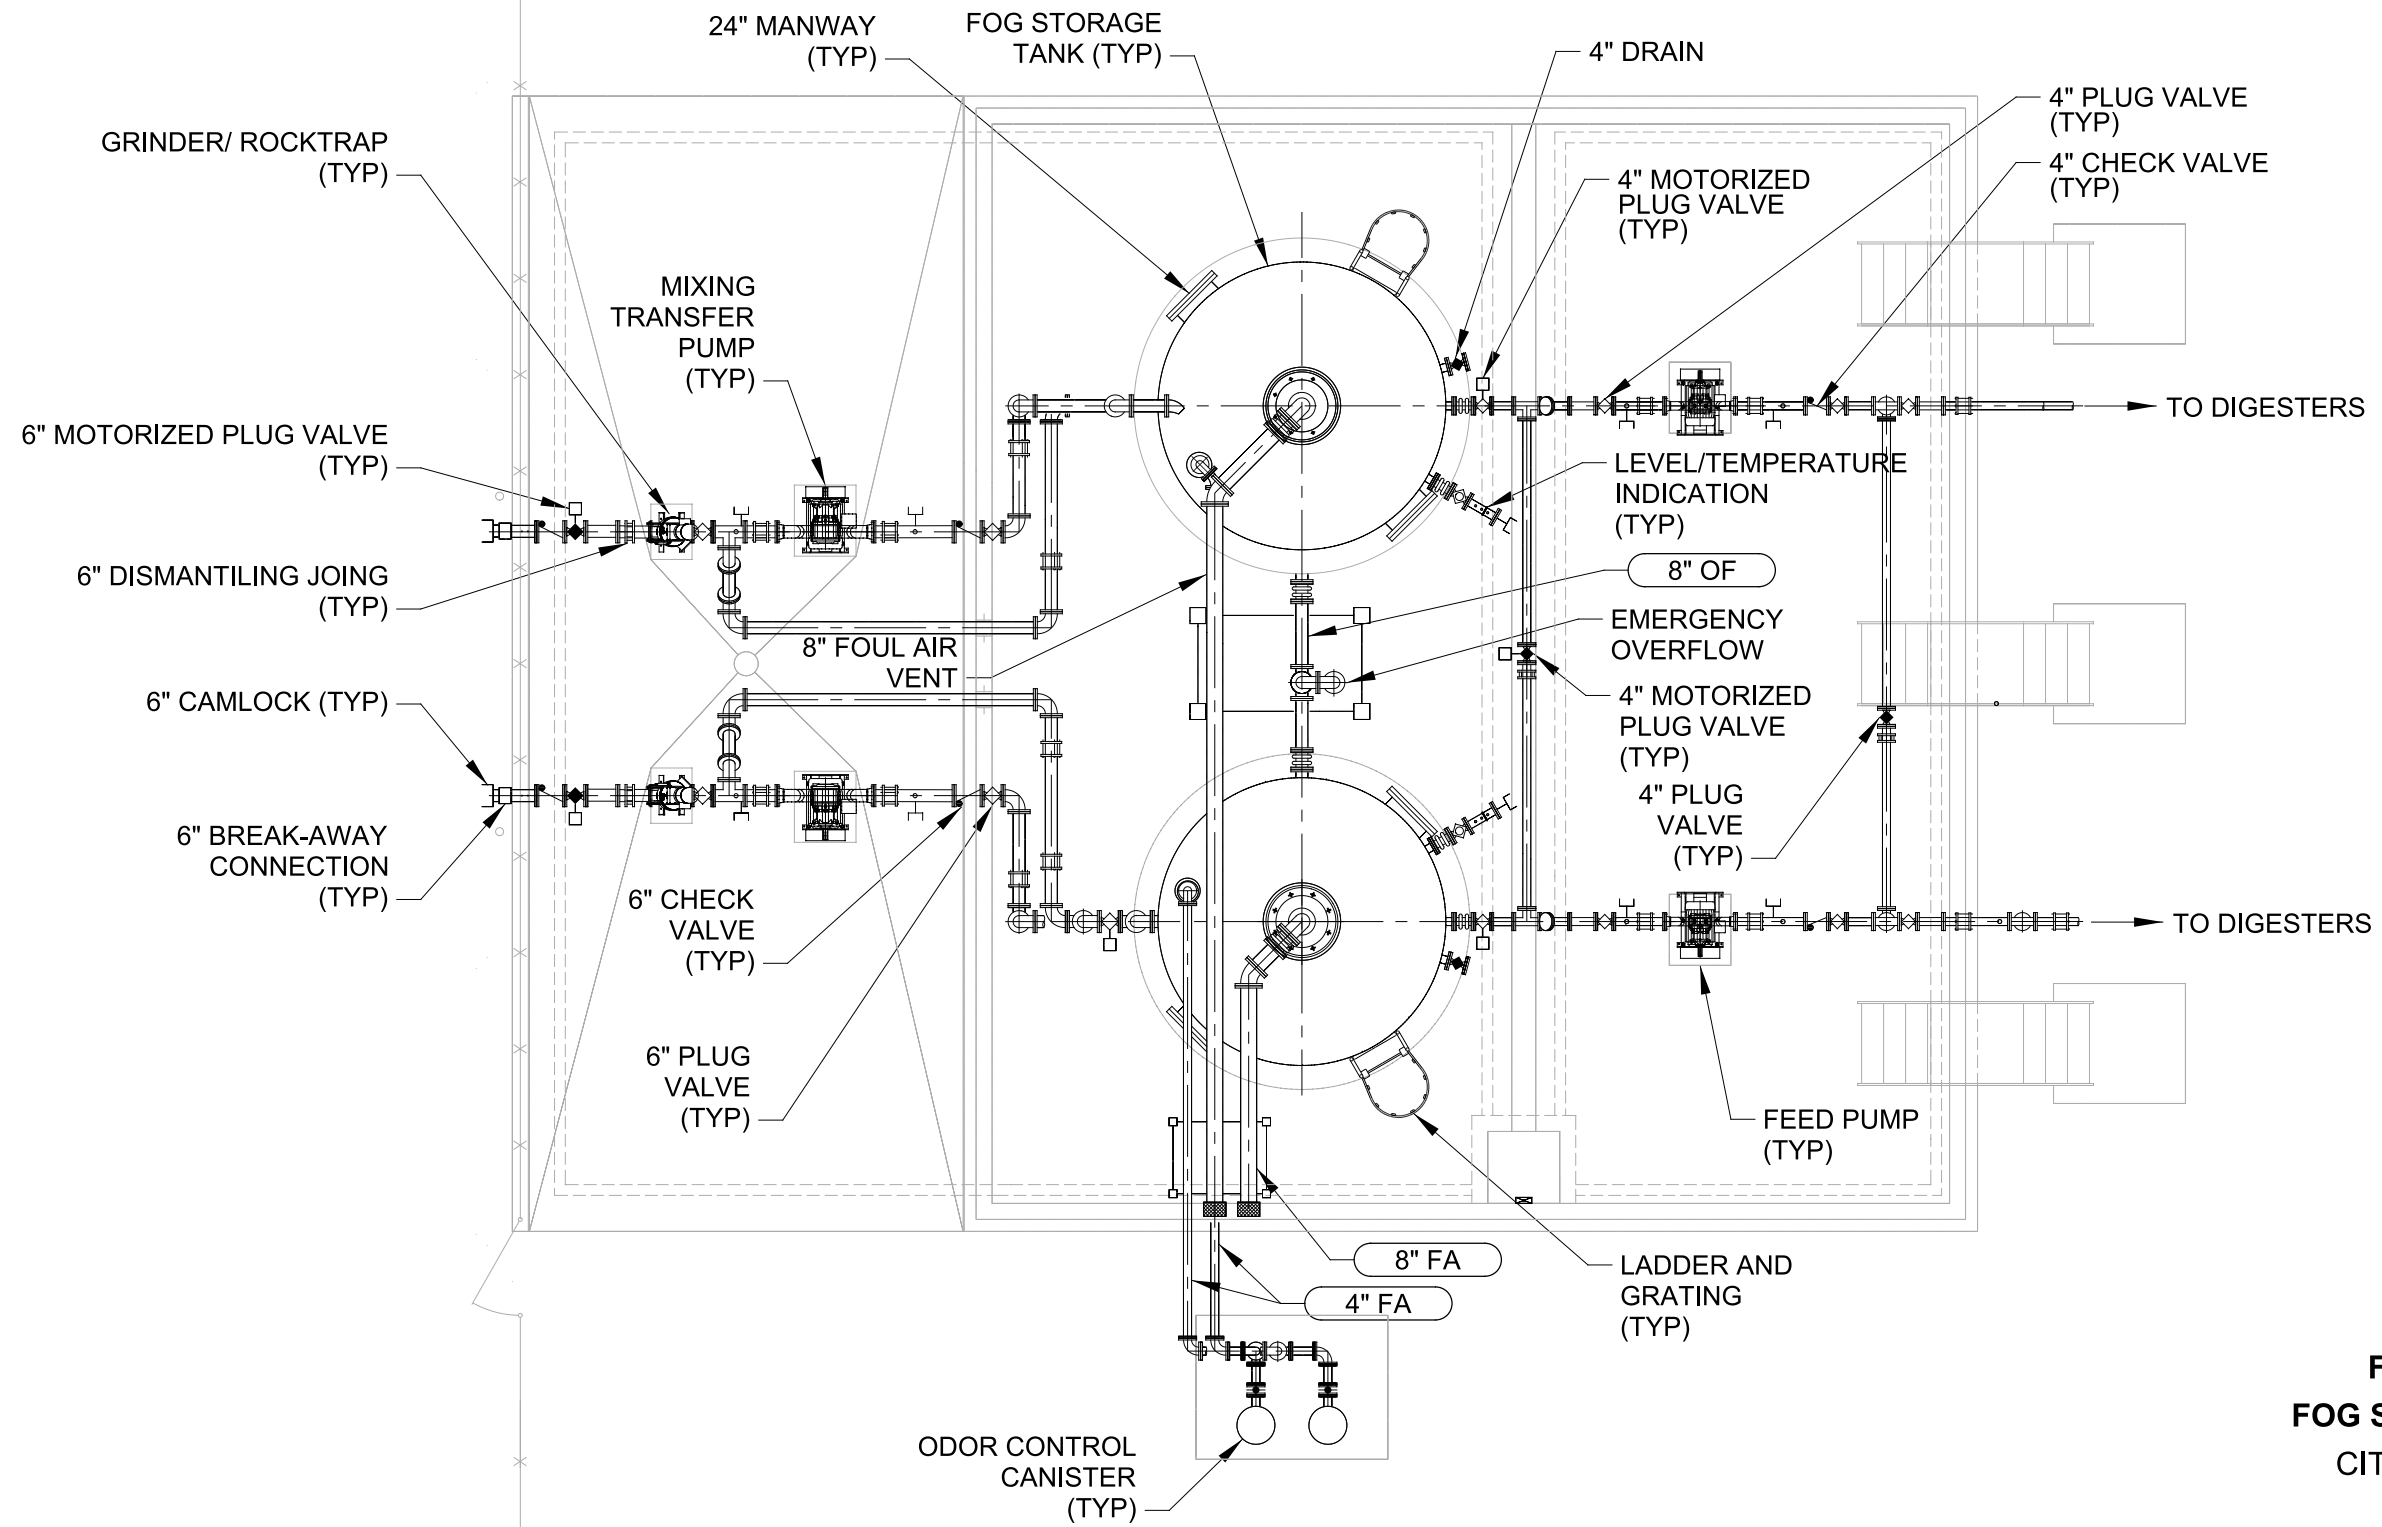 24" MANWAY
(TYP)
FOG STORAGE
TANK (TYP)
4" DRAIN
4" PLUG VALVE
(TYP)
GRINDER/ ROCKTRAP
(TYP)
4" CHECK VALVE
(TYP)
4" MOTORIZED
PLUG VALVE
(TYP)
MIXING
TRANSFER
PUMP
(TYP)
TO DIGESTERS
6" MOTORIZED PLUG VALVE
(TYP)
LEVEL/TEMPERATURE
INDICATION
(TYP)
6" DISMANTILING JOING
(TYP)
8" OF
EMERGENCY
OVERFLOW
8" FOUL AIR
VENT
6" CAMLOCK (TYP)
4" MOTORIZED
PLUG VALVE
(TYP)
4" PLUG
VALVE
(TYP)
6" BREAK-AWAY
CONNECTION
(TYP)
6" CHECK
VALVE
(TYP)
TO DIGESTERS
6" PLUG
VALVE
(TYP)
FEED PUMP
(TYP)
8" FA
4" FA
LADDER AND
GRATING
(TYP)
F
FOG S
CIT
ODOR CONTROL
CANISTER
(TYP)